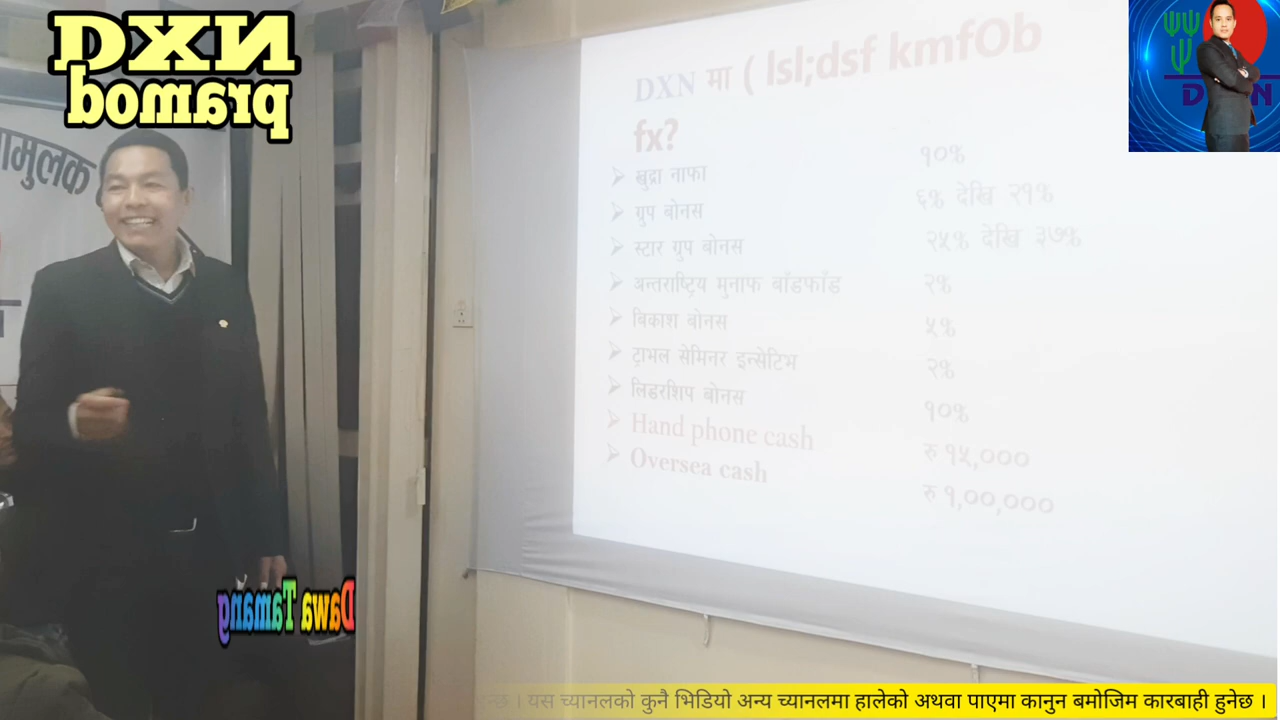 DXN
pramod
ामुलक
DXN
DXN मा ( lsl;dsf kmfOb
fx?
खुद्रा नाफा १०%
ग्रुप बोनस ६% देखि २१%
स्टार ग्रुप बोनस २५% देखि ३७%
अन्तराष्ट्रिय मुनाफ बाँडफाँड २%
बिकाश बोनस ५%
ट्राभल सेमिनर इन्सेटिभ २%
लिडरशिप बोनस १०%
Hand phone cash रु १५,०००
Oversea cash रु १,००,०००
Dawa Tamang
यस च्यानलको कुनै भिडियो अन्य च्यानलमा हालेको अथवा पाएमा कानुन बमोजिम कारबाही हुनेछ ।